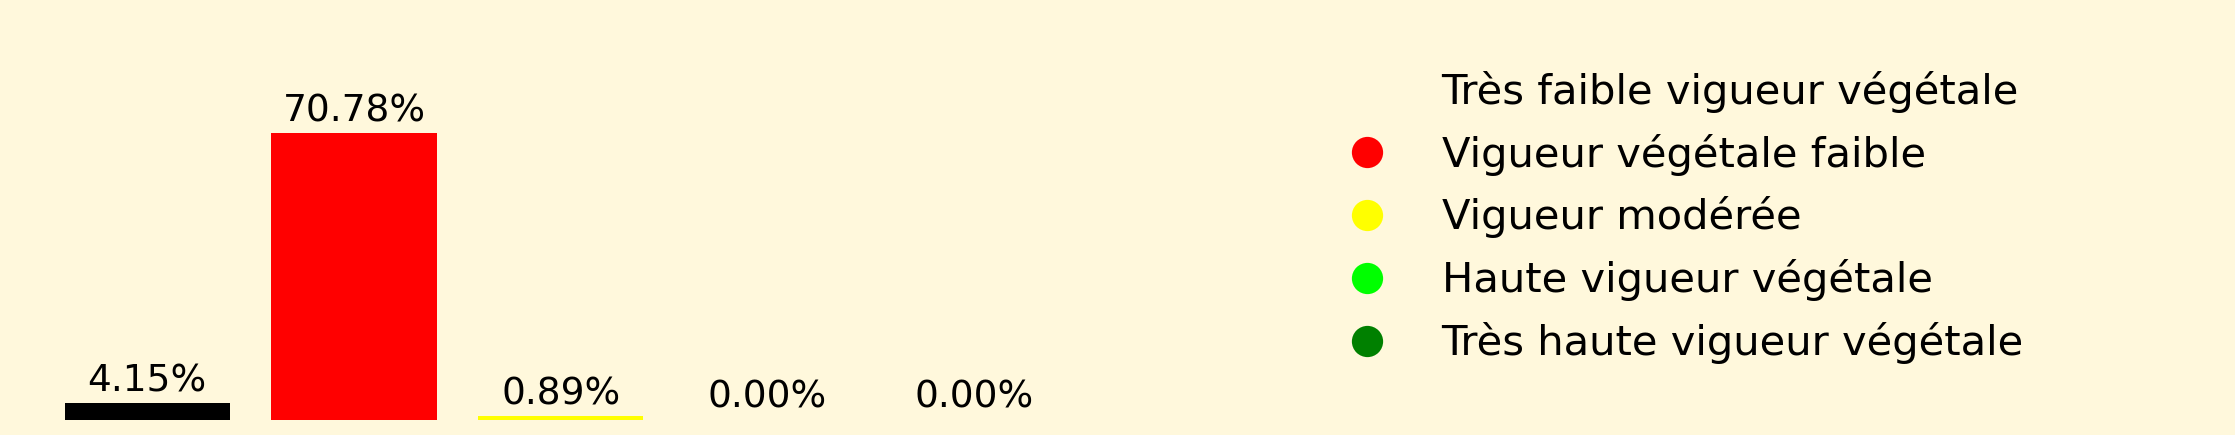 70.78%
4.15%
0.89%
0.00%
0.00%
Très faible vigueur végétale
Vigueur végétale faible
Vigueur modérée
Haute vigueur végétale
Très haute vigueur végétale